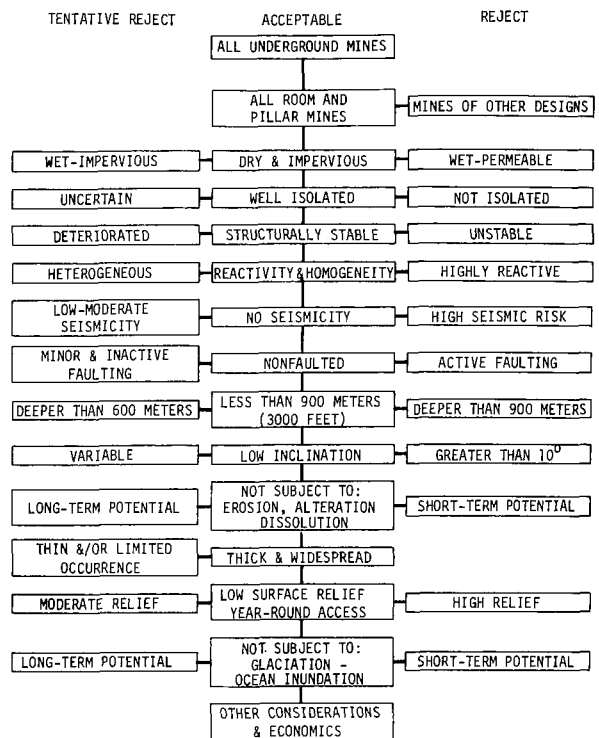 TENTATIVE REJECT ACCEPTABLE REJECT
ALL UNDERGROUND MINES
ALL ROOM AND
PILLAR MINES
MINES OF OTHER DESIGNS
WET-IMPERVIOUS
DRY & IMPERVIOUS
WET-PERMEABLE
UNCERTAIN
WELL ISOLATED
NOT ISOLATED
DETERIORATED
STRUCTURALLY STABLE
UNSTABLE
HETEROGENEOUS
REACTIVITY & HOMOGENEITY
HIGHLY REACTIVE
LOW-MODERATE
SEISMICITY
NO SEISMICITY
HIGH SEISMIC RISK
MINOR & INACTIVE
FAULTING
NONFAULTED
ACTIVE FAULTING
DEEPER THAN 600 METERS
LESS THAN 900 METERS
(3000 FEET)
DEEPER THAN 900 METERS
VARIABLE
LOW INCLINATION
GREATER THAN 10°
LONG-TERM POTENTIAL
NOT SUBJECT TO:
EROSION, ALTERATION
DISSOLUTION
SHORT-TERM POTENTIAL
THIN &/OR LIMITED
OCCURRENCE
THICK & WIDESPREAD
MODERATE RELIEF
LOW SURFACE RELIEF
YEAR-ROUND ACCESS
HIGH RELIEF
LONG-TERM POTENTIAL
NOT SUBJECT TO:
GLACIATION -
OCEAN INUNDATION
SHORT-TERM POTENTIAL
OTHER CONSIDERATIONS
& ECONOMICS